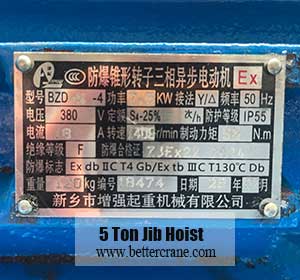 防爆锥形转子三相异步电动机 Ex
型号 BZD -4 功率 KW 接法 Y/△ 频率 50 Hz
电压 380 V 定额 S4-25% 次/h 防护等级 IP55
电流 A 转速 r/min 制动力矩 N.m
绝缘等级 F 防爆合格证
防爆标志 Ex db ⅡC T4 Gb/Ex tb ⅢC T130℃ Db
重量 kg
新乡市增强起重机械有限公司
5 Ton Jib Hoist
www.bettercrane.com